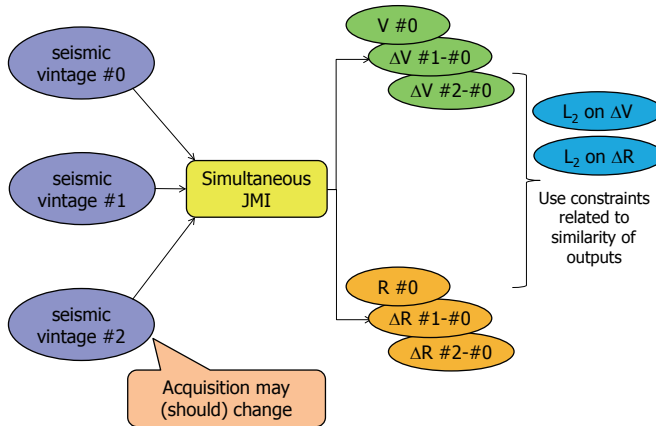 seismic
vintage #0
seismic
vintage #1
seismic
vintage #2
Acquisition may
(should) change
Simultaneous
JMI
V #0
ΔV #1-#0
ΔV #2-#0
R #0
ΔR #1-#0
ΔR #2-#0
L₂ on ΔV
L₂ on ΔR
Use constraints
related to
similarity of
outputs